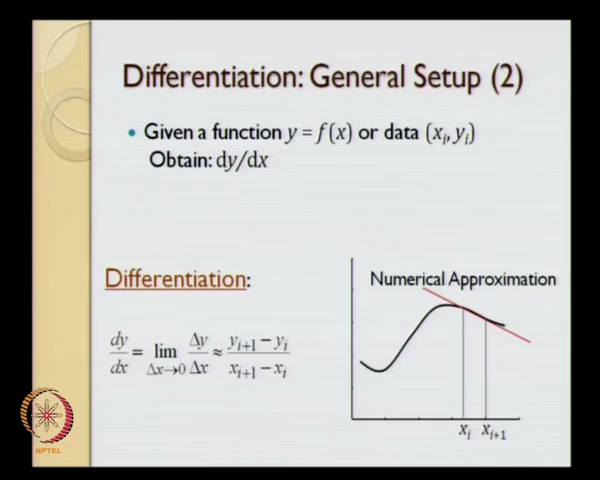 Differentiation: General Setup (2)
• Given a function y = f(x) or data (xᵢ, yᵢ)
Obtain: dy/dx
Differentiation:
dy/dx = lim Δx→0 Δy/Δx ≈ (yᵢ₊₁ − yᵢ)/(xᵢ₊₁ − xᵢ)
Numerical Approximation
xᵢ xᵢ₊₁
NPTEL